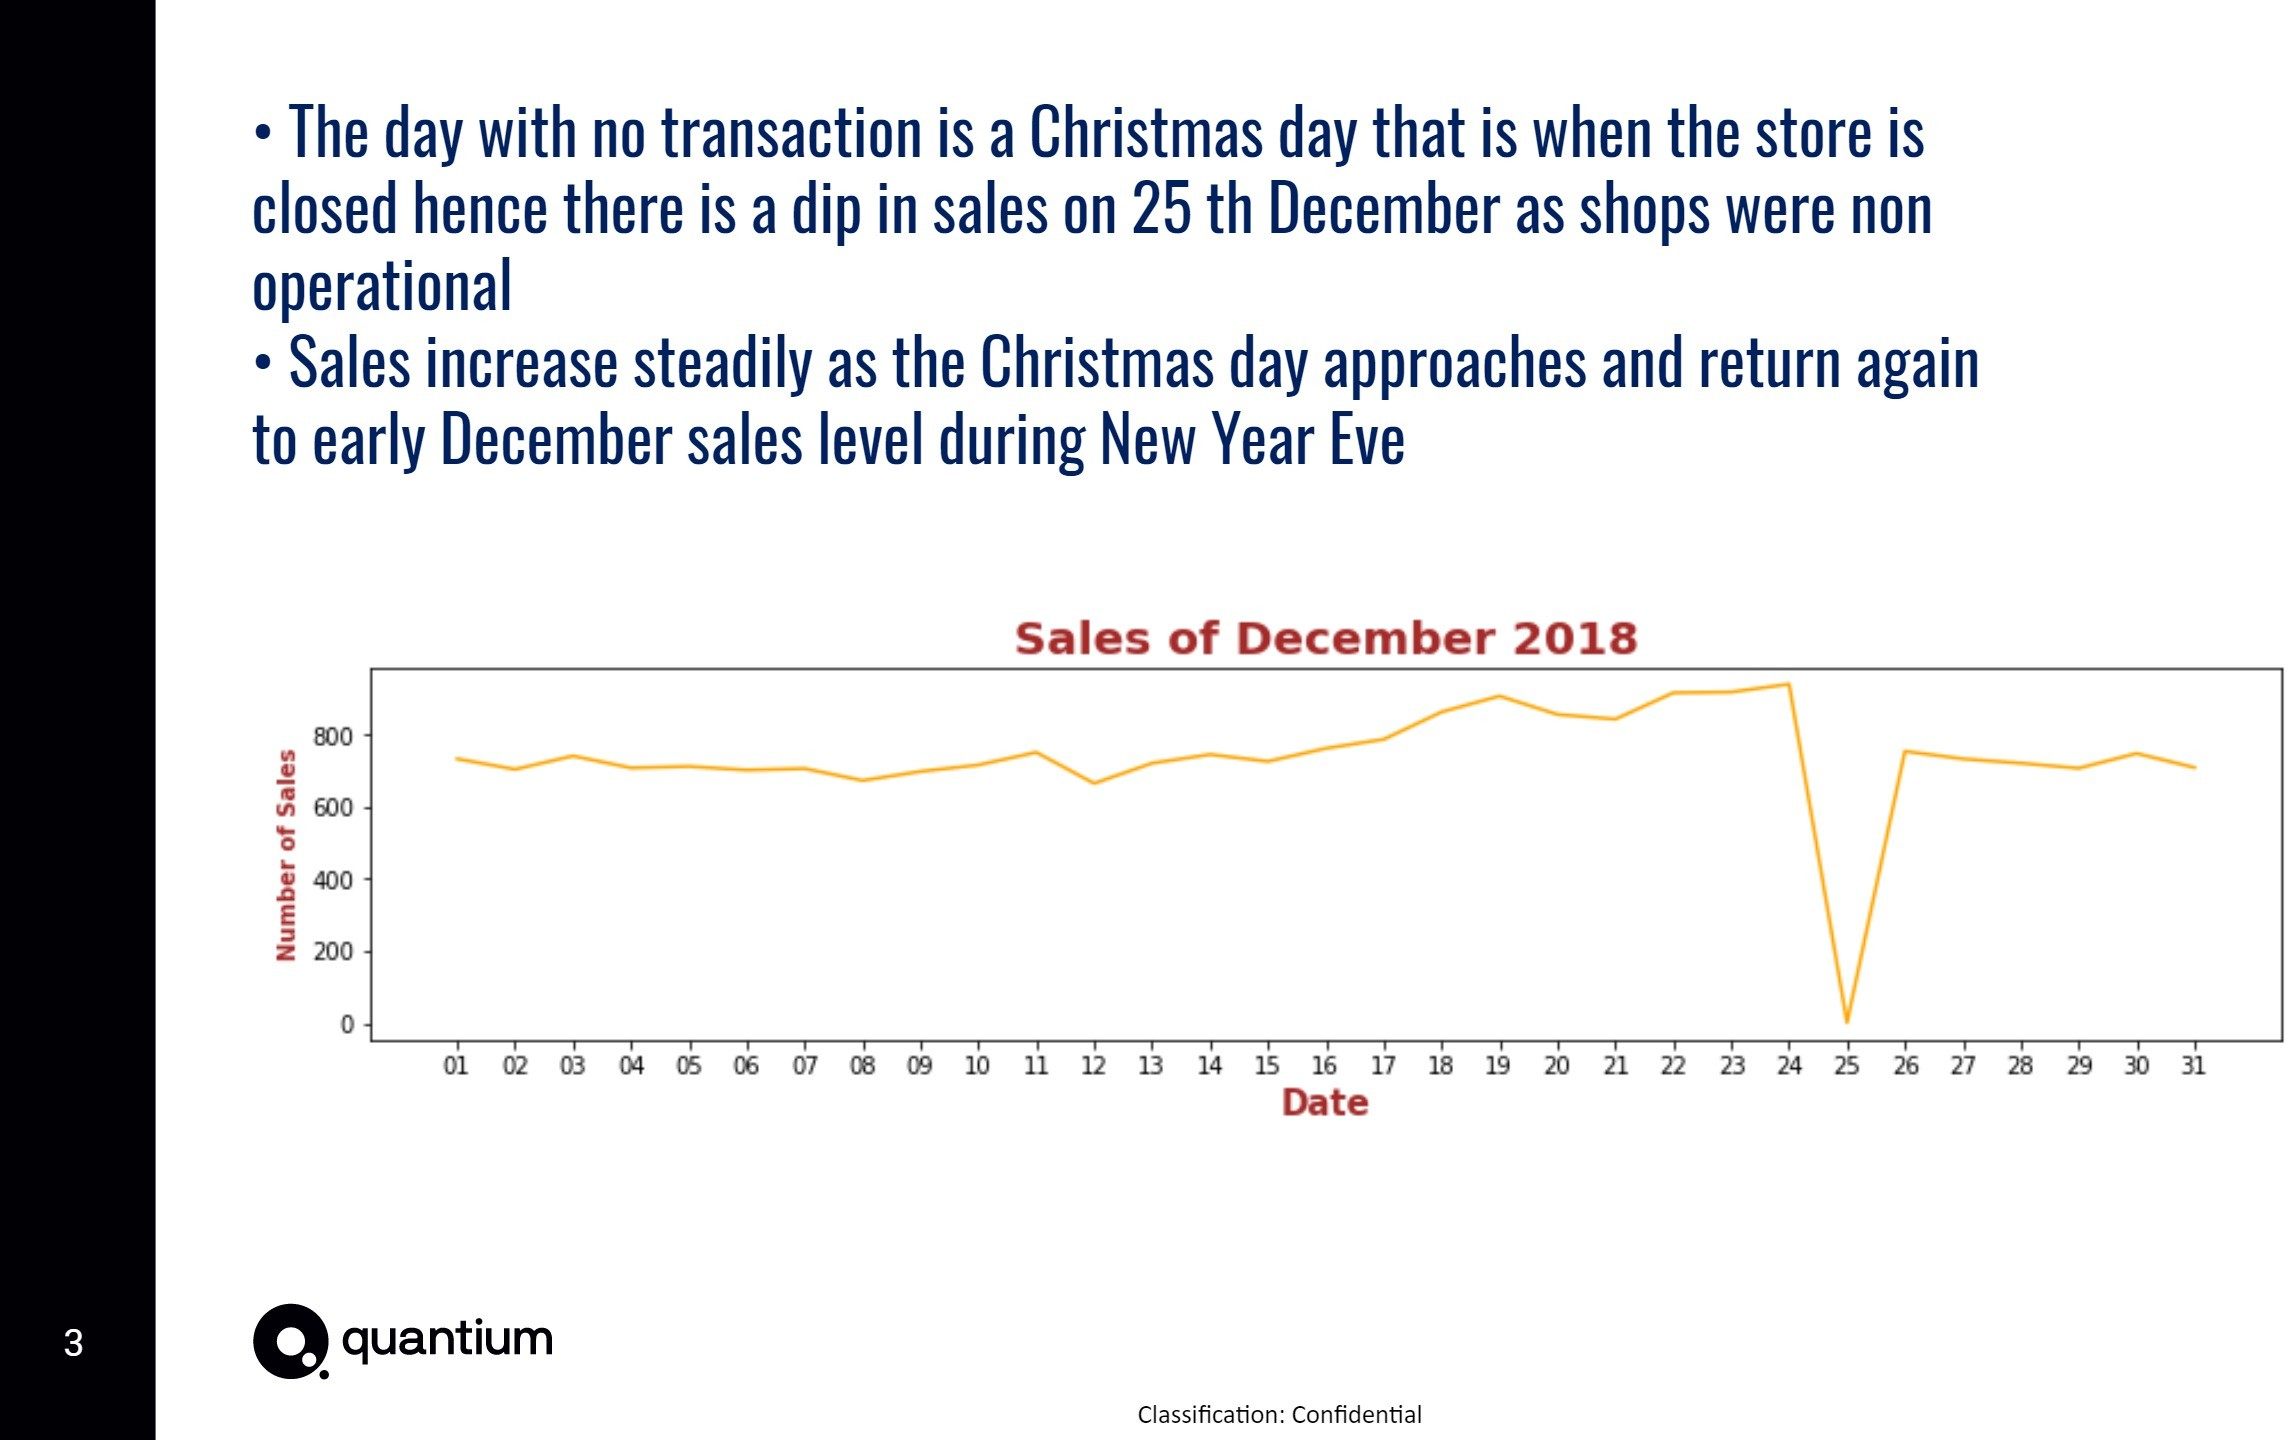 • The day with no transaction is a Christmas day that is when the store is
closed hence there is a dip in sales on 25 th December as shops were non
operational
• Sales increase steadily as the Christmas day approaches and return again
to early December sales level during New Year Eve
Sales of December 2018
Number of Sales
800
600
400
200
0
01 02 03 04 05 06 07 08 09 10 11 12 13 14 15 16 17 18 19 20 21 22 23 24 25 26 27 28 29 30 31
Date
3
quantium
Classification: Confidential